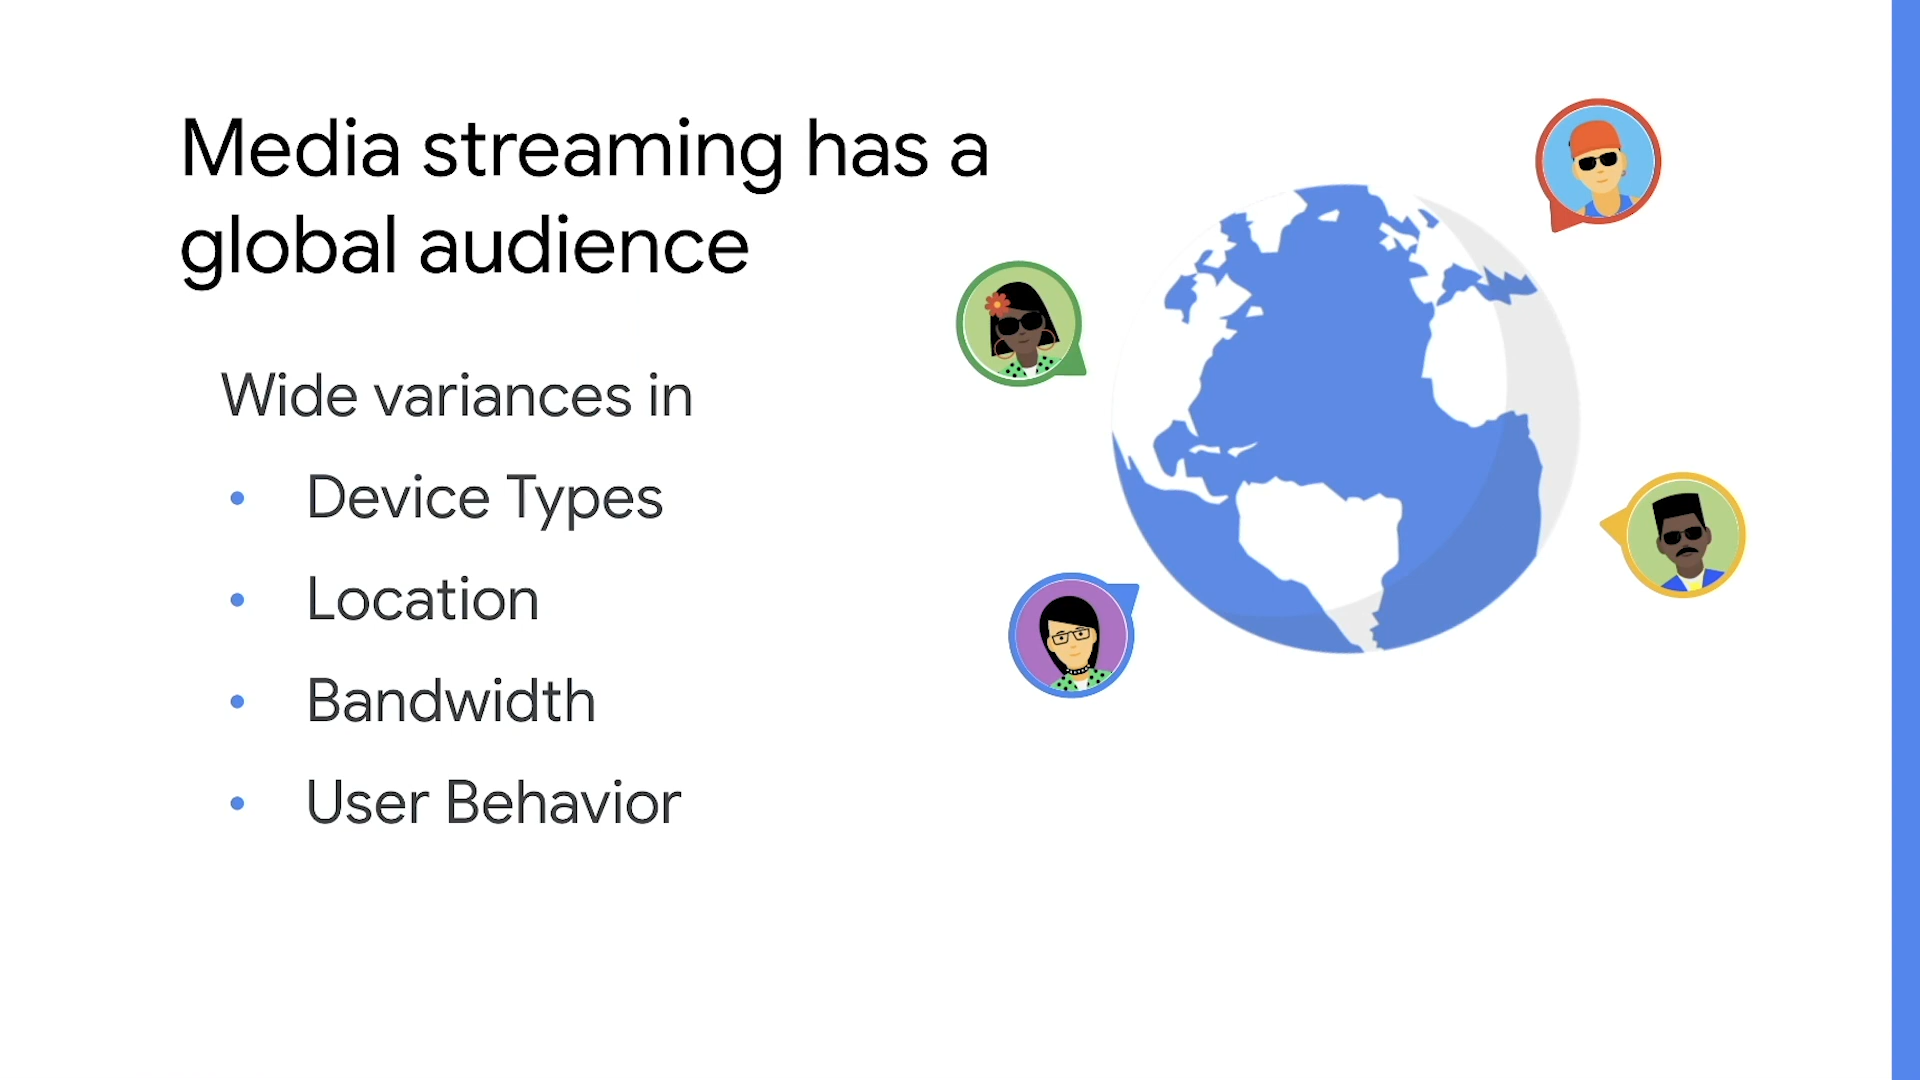 Media streaming has a
global audience
Wide variances in
• Device Types
• Location
• Bandwidth
• User Behavior